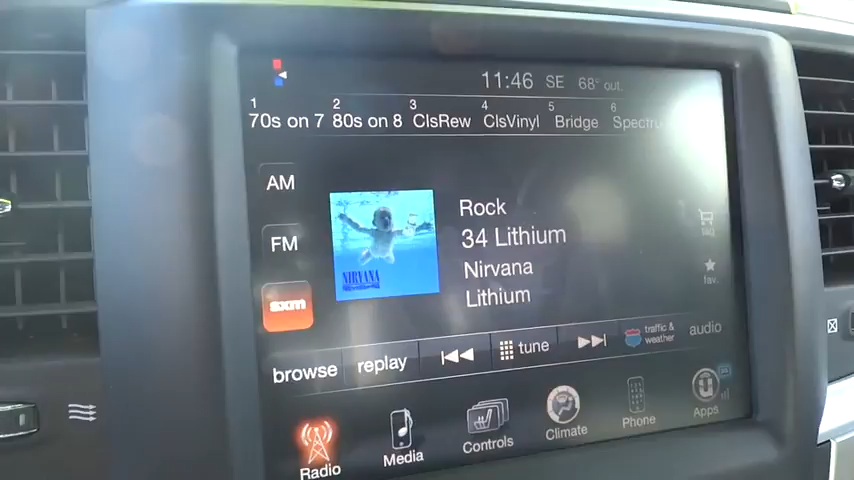 11:46 SE 68° out.
1 2 3 4 5 6
70s on 7 80s on 8 ClsRew ClsVinyl Bridge Spectru
AM
Rock
34 Lithium
FM
Nirvana
NIRVANA
Lithium
fav.
sxm
browse replay tune traffic & weather audio
Radio Media Controls Climate Phone Apps